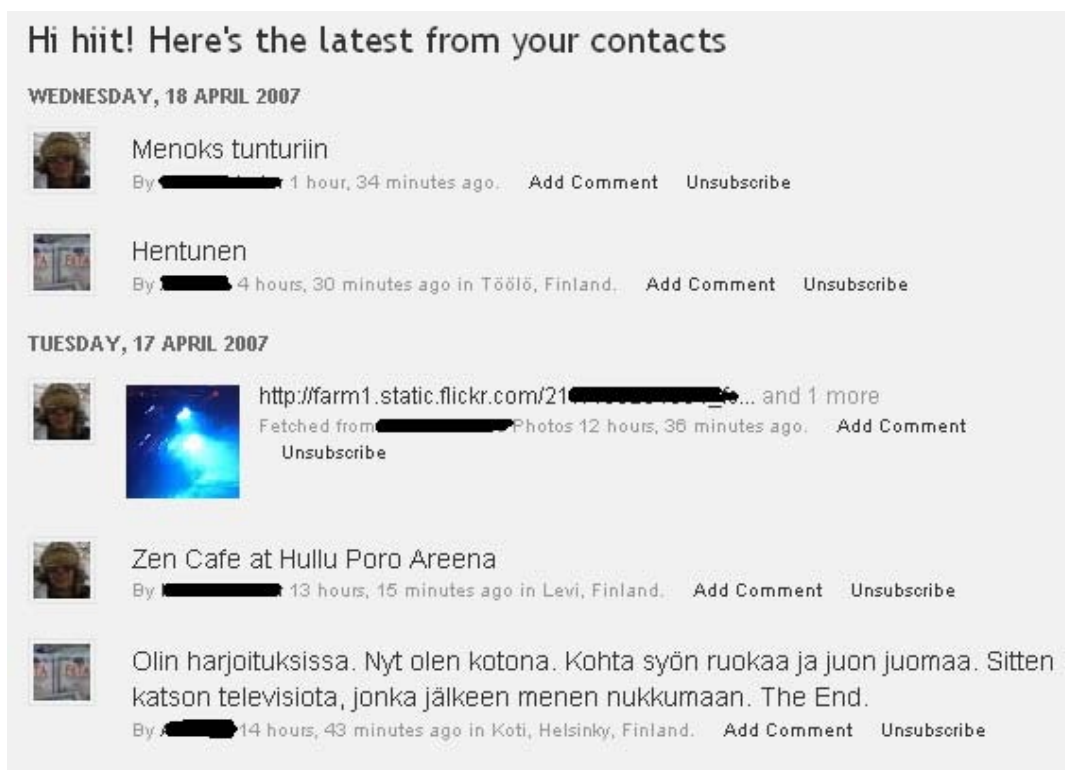 Hi hiit! Here's the latest from your contacts
WEDNESDAY, 18 APRIL 2007
Menoks tunturiin
By 1 hour, 34 minutes ago. Add Comment Unsubscribe
Hentunen
By 4 hours, 30 minutes ago in Töölö, Finland. Add Comment Unsubscribe
TUESDAY, 17 APRIL 2007
http://farm1.static.flickr.com/21 ... and 1 more
Fetched from Photos 12 hours, 36 minutes ago. Add Comment
Unsubscribe
Zen Cafe at Hullu Poro Areena
By 13 hours, 15 minutes ago in Levi, Finland. Add Comment Unsubscribe
Olin harjoituksissa. Nyt olen kotona. Kohta syön ruokaa ja juon juomaa. Sitten
katson televisiota, jonka jälkeen menen nukkumaan. The End.
By 14 hours, 43 minutes ago in Koti, Helsinky, Finland. Add Comment Unsubscribe